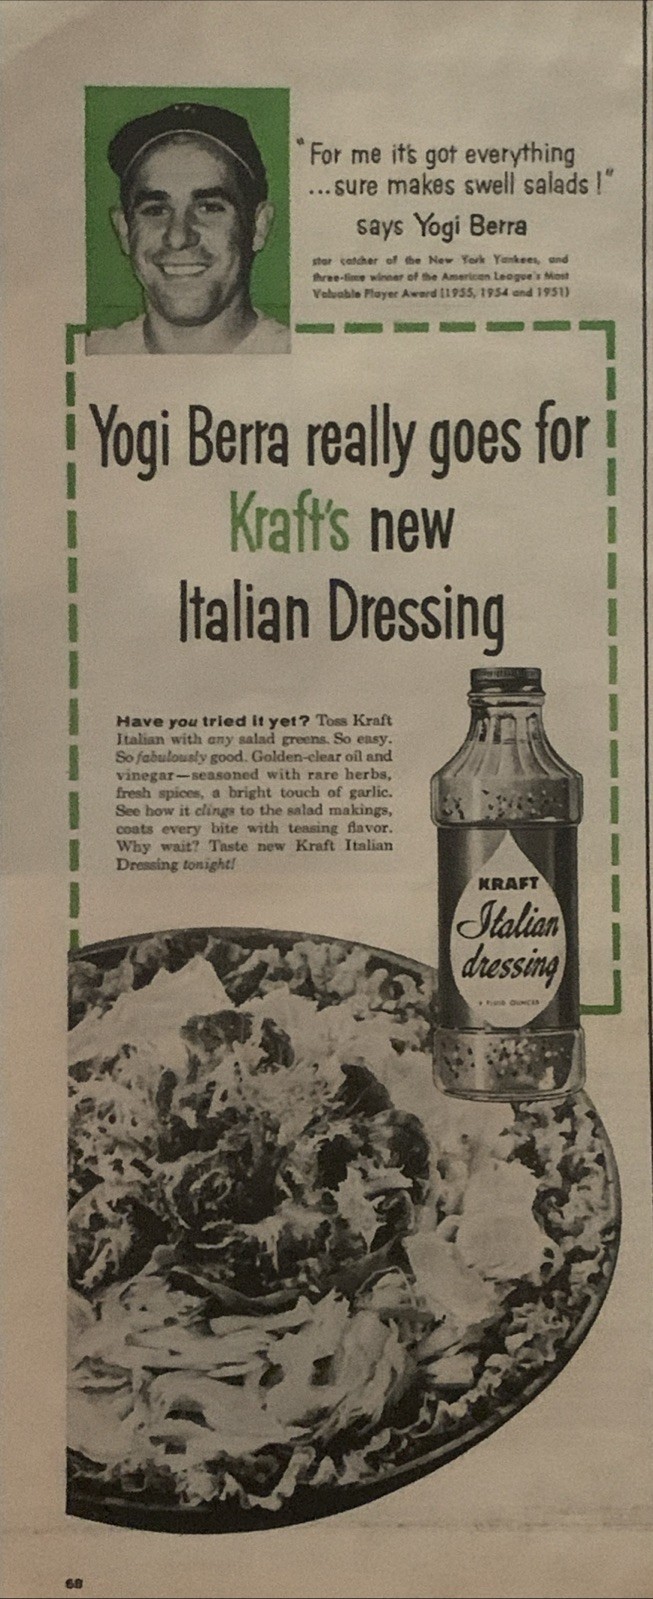 "For me it's got everything
...sure makes swell salads!"
says Yogi Berra
star catcher of the New York Yankees, and
three-time winner of the American League's Most
Valuable Player Award (1955, 1954 and 1951)
Yogi Berra really goes for
Kraft's new
Italian Dressing
Have you tried it yet? Toss Kraft
Italian with any salad greens. So easy.
So fabulously good. Golden-clear oil and
vinegar—seasoned with rare herbs,
fresh spices, a bright touch of garlic.
See how it clings to the salad makings,
coats every bite with teasing flavor.
Why wait? Taste new Kraft Italian
Dressing tonight!
KRAFT
Italian
dressing
FLUID OUNCES
68